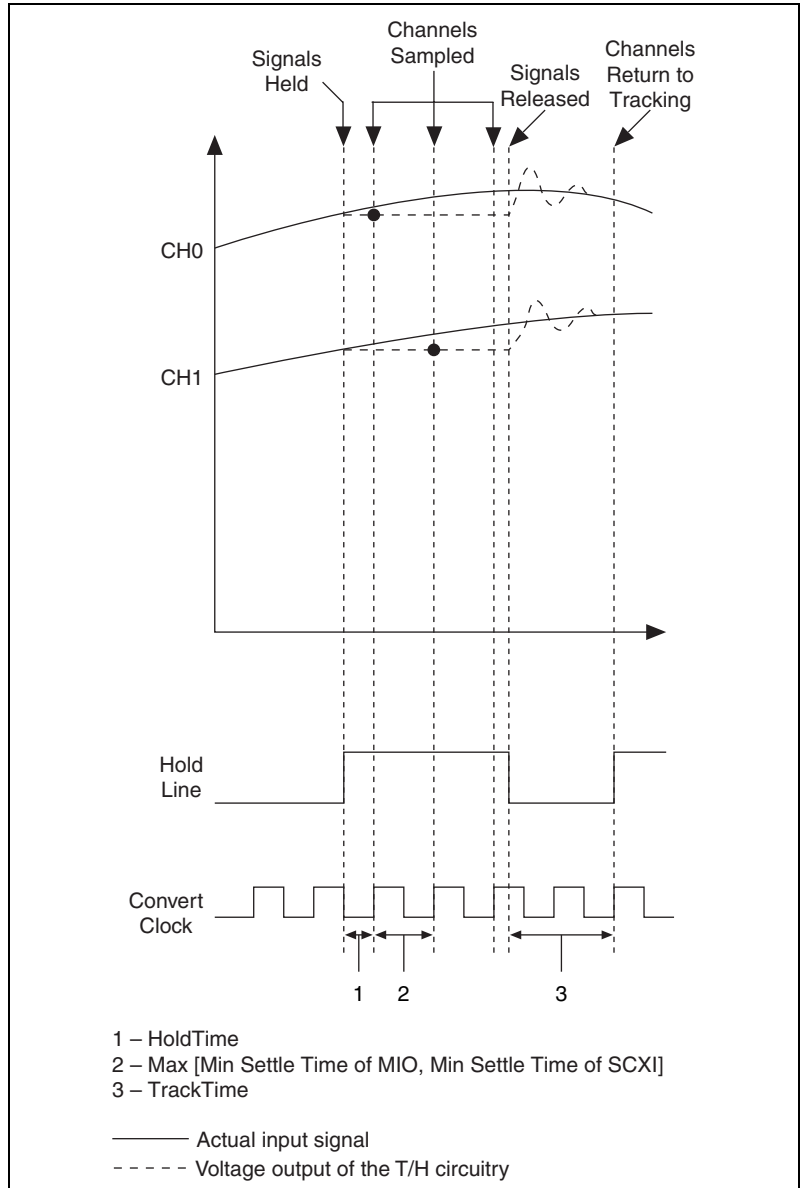 Channels
Sampled
Signals
Held
Signals
Released
Channels
Return to
Tracking
CH0
CH1
Hold
Line
Convert
Clock
1
2
3
1 – HoldTime
2 – Max [Min Settle Time of MIO, Min Settle Time of SCXI]
3 – TrackTime
Actual input signal
Voltage output of the T/H circuitry